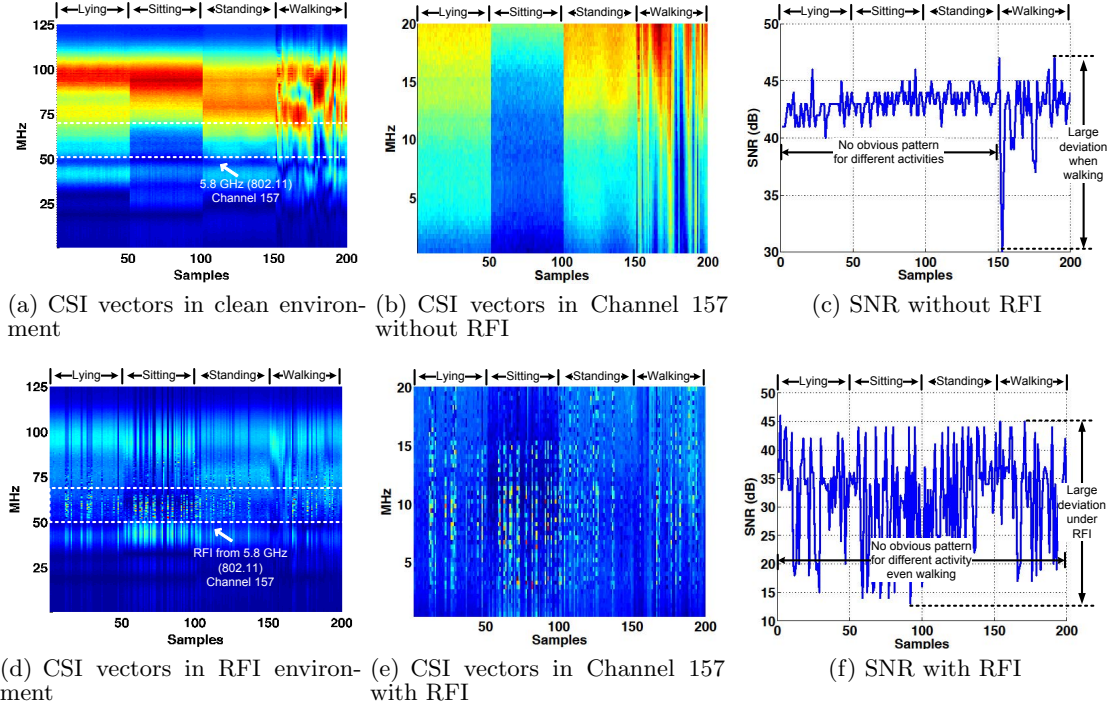 Lying Sitting Standing Walking
125
100
75
50
25
MHz
5.8 GHz (802.11)
Channel 157
50 100 150 200
Samples
(a) CSI vectors in clean environ-
ment
Lying Sitting Standing Walking
20
15
10
5
MHz
50 100 150 200
Samples
(b) CSI vectors in Channel 157
without RFI
Lying Sitting Standing Walking
50
45
40
35
30
SNR (dB)
No obvious pattern
for different activities
Large
deviation
when
walking
0 50 100 150 200
Samples
(c) SNR without RFI
Lying Sitting Standing Walking
125
100
75
50
25
MHz
RFI from 5.8 GHz
(802.11)
Channel 157
50 100 150 200
Samples
(d) CSI vectors in RFI environ-
ment
Lying Sitting Standing Walking
20
15
10
5
MHz
50 100 150 200
Samples
(e) CSI vectors in Channel 157
with RFI
Lying Sitting Standing Walking
50
45
40
35
30
25
20
15
10
SNR (dB)
No obvious pattern
for different activity
even walking
Large
deviation
under
RFI
0 50 100 150 200
Samples
(f) SNR with RFI